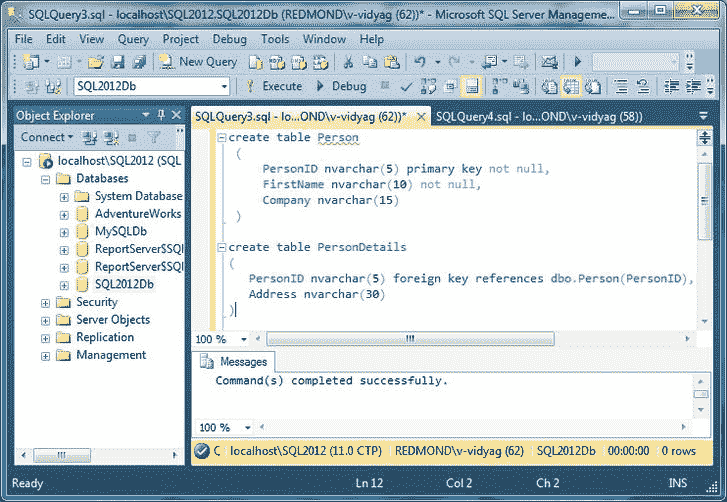 SQLQuery3.sql - localhost\SQL2012.SQL2012Db (REDMOND\v-vidyag (62))* - Microsoft SQL Server Manageme...
File Edit View Query Project Debug Tools Window Community Help
New Query
SQL2012Db Execute Debug
Object Explorer
Connect
localhost\SQL2012 (SQL
Databases
System Database
AdventureWorks
MySQLDb
ReportServer$SQL
ReportServer$SQL
SQL2012Db
Security
Server Objects
Replication
Management
SQLQuery3.sql - lo...OND\v-vidyag (62))* SQLQuery4.sql - lo...OND\v-vidyag (58))
create table Person
(
PersonID nvarchar(5) primary key not null,
FirstName nvarchar(10) not null,
Company nvarchar(15)
)
create table PersonDetails
(
PersonID nvarchar(5) foreign key references dbo.Person(PersonID),
Address nvarchar(30)
)
100 %
Messages
Command(s) completed successfully.
100 %
C localhost\SQL2012 (11.0 CTP) REDMOND\v-vidyag (62) SQL2012Db 00:00:00 0 rows
Ready Ln 12 Col 2 Ch 2 INS